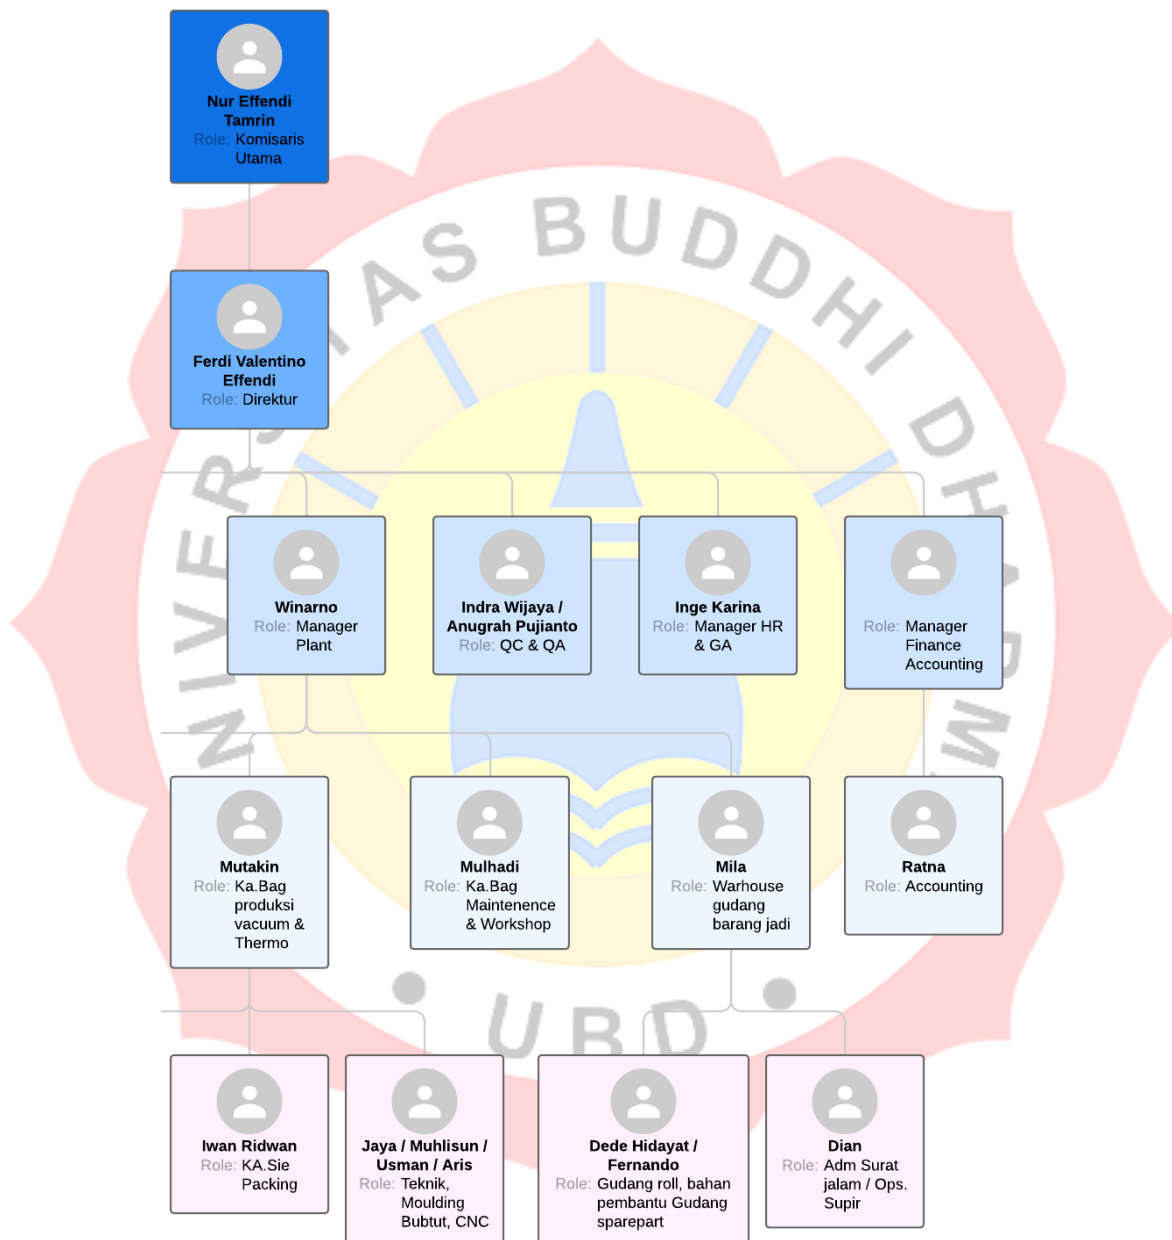 Nur Effendi
Tamrin
Role: Komisaris
Utama
UNIVERSITAS BUDDHI DHARMA
Ferdi Valentino
Effendi
Role: Direktur
Winarno
Role: Manager
Plant
Indra Wijaya /
Anugrah Pujianto
Role: QC & QA
Inge Karina
Role: Manager HR
& GA
Role: Manager
Finance
Accounting
Mutakin
Role: Ka.Bag
produksi
vacuum &
Thermo
Mulhadi
Role: Ka.Bag
Maintenence
& Workshop
Mila
Role: Warhouse
gudang
barang jadi
Ratna
Role: Accounting
• UBD •
Iwan Ridwan
Role: KA.Sie
Packing
Jaya / Muhlisun /
Usman / Aris
Role: Teknik,
Moulding
Bubtut, CNC
Dede Hidayat /
Fernando
Role: Gudang roll, bahan
pembantu Gudang
sparepart
Dian
Role: Adm Surat
jalam / Ops.
Supir